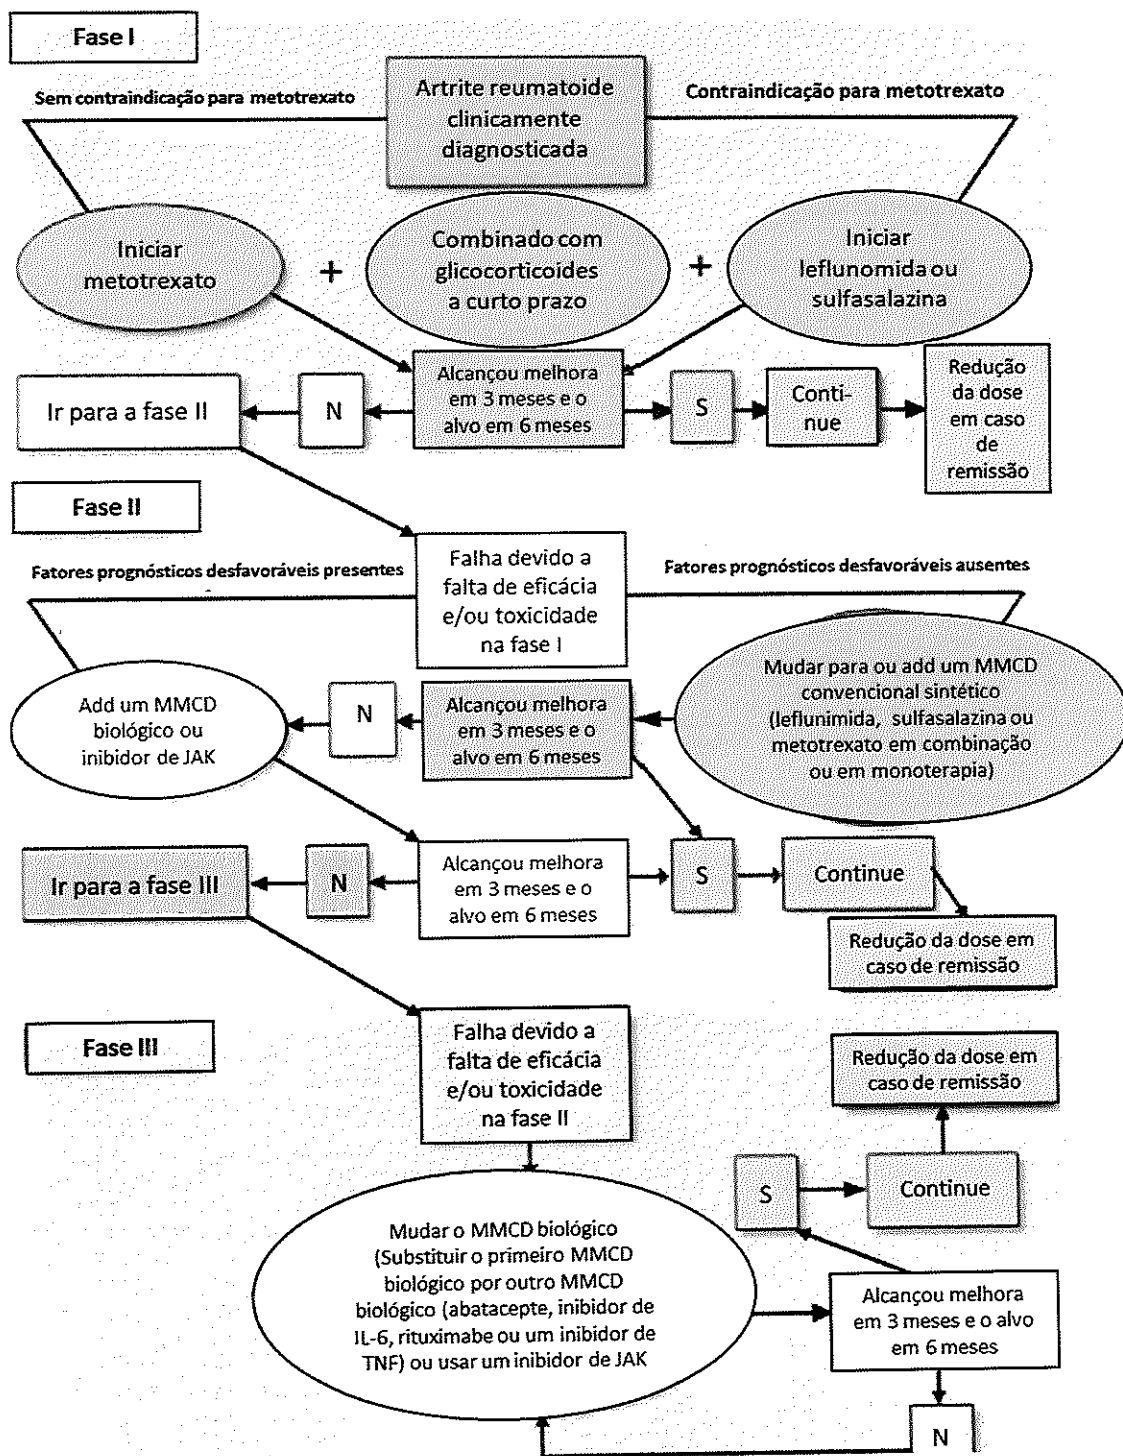 Fase I
Sem contraindicação para metotrexato
Artrite reumatoide
clinicamente
diagnosticada
Contraindicação para metotrexato
Iniciar
metotrexato
+
Combinado com
glicocorticoides
a curto prazo
+
Iniciar
leflunomida ou
sulfasalazina
Ir para a fase II
N
Alcançou melhora
em 3 meses e o
alvo em 6 meses
S
Conti-
nue
Redução
da dose
em caso
de
remissão
Fase II
Fatores prognósticos desfavoráveis presentes
Falha devido a
falta de eficácia
e/ou toxicidade
na fase I
Fatores prognósticos desfavoráveis ausentes
Add um MMCD
biológico ou
inibidor de JAK
N
Alcançou melhora
em 3 meses e o
alvo em 6 meses
Mudar para ou add um MMCD
convencional sintético
(leflunimida, sulfasalazina ou
metotrexato em combinação
ou em monoterapia)
Ir para a fase III
N
Alcançou melhora
em 3 meses e o
alvo em 6 meses
S
Continue
Redução da dose em
caso de remissão
Fase III
Falha devido a
falta de eficácia
e/ou toxicidade
na fase II
Redução da dose em
caso de remissão
S
Continue
Mudar o MMCD biológico
(Substituir o primeiro MMCD
biológico por outro MMCD
biológico (abatacepte, inibidor de
IL-6, rituximabe ou um inibidor de
TNF) ou usar um inibidor de JAK
Alcançou melhora
em 3 meses e o alvo
em 6 meses
N